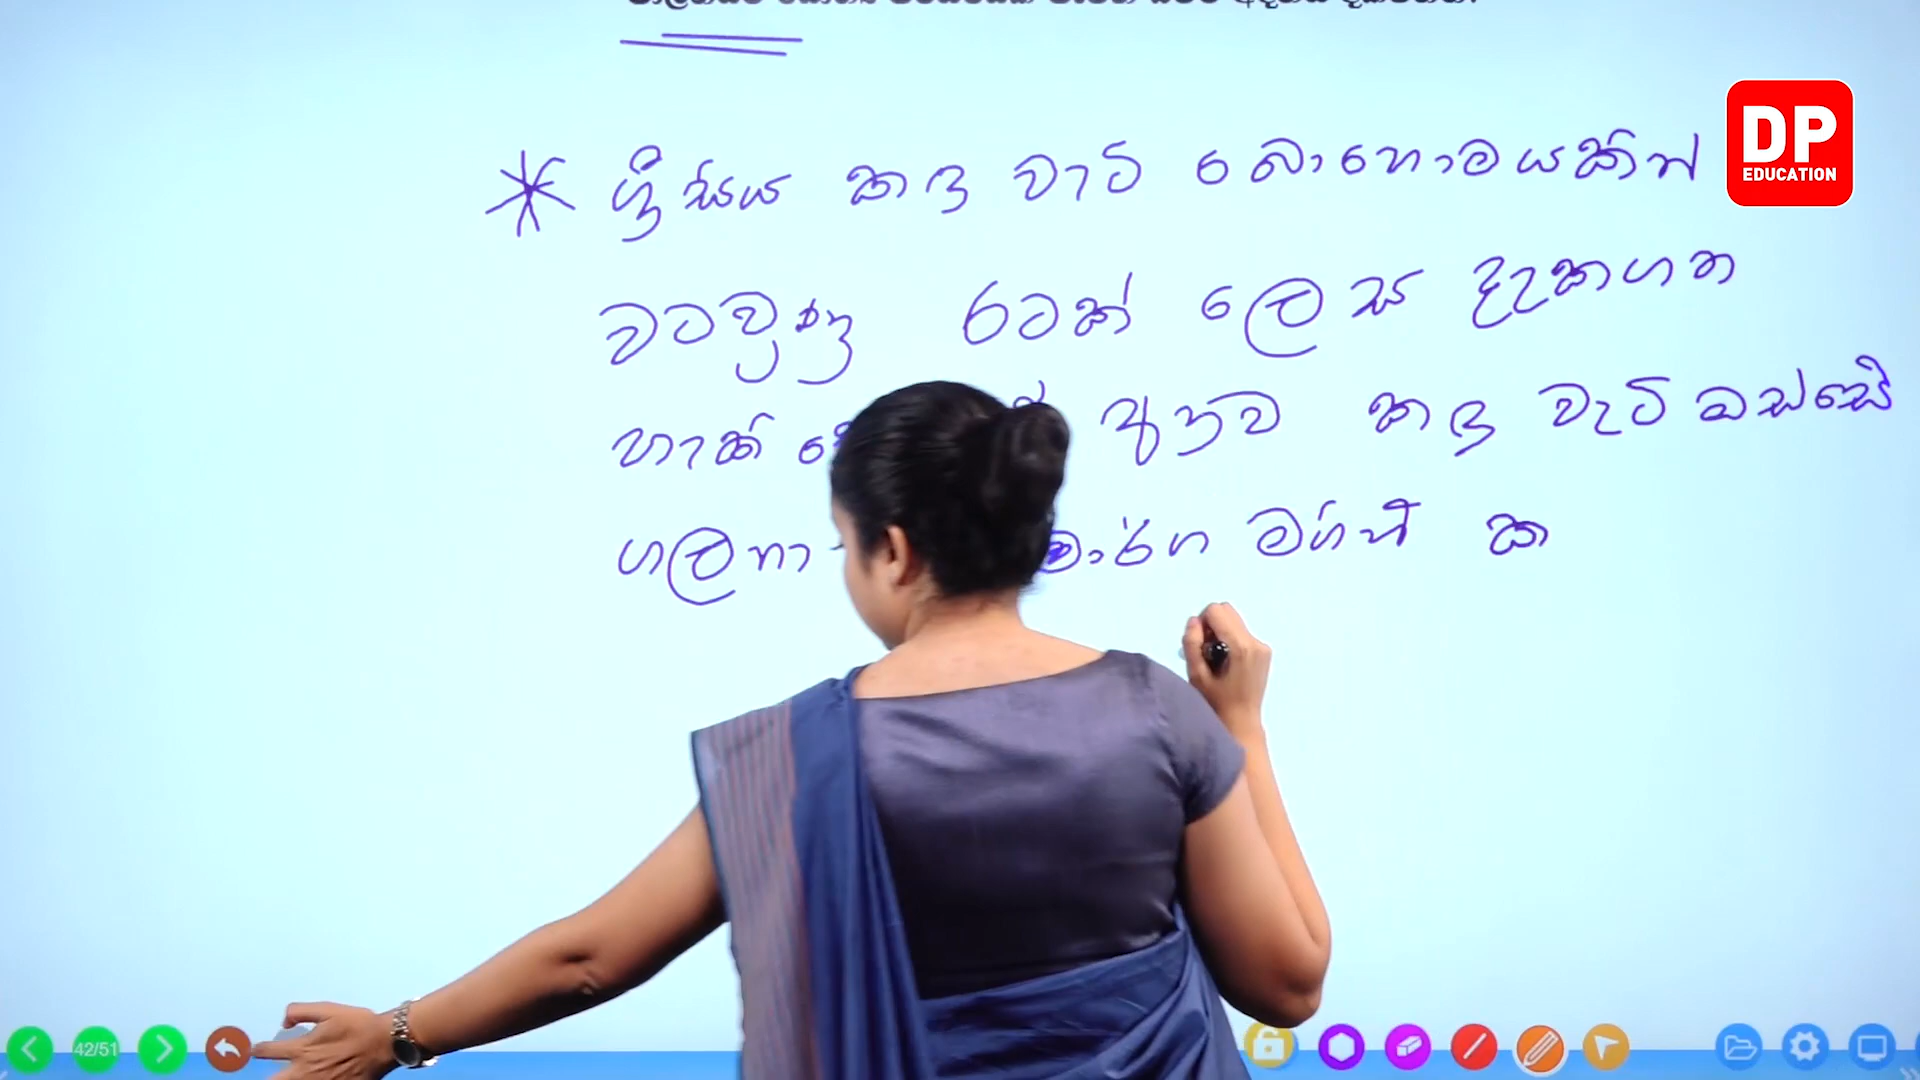 ග්‍රීසිය කඳු වැටි බොහොමයකින්
වටවුණු රටක් ලෙස දැකගත
හැකි අනුව කඳු වැටි ඔස්සේ
ගලනා මාර්ග මගින් ක
DP
EDUCATION
42/51